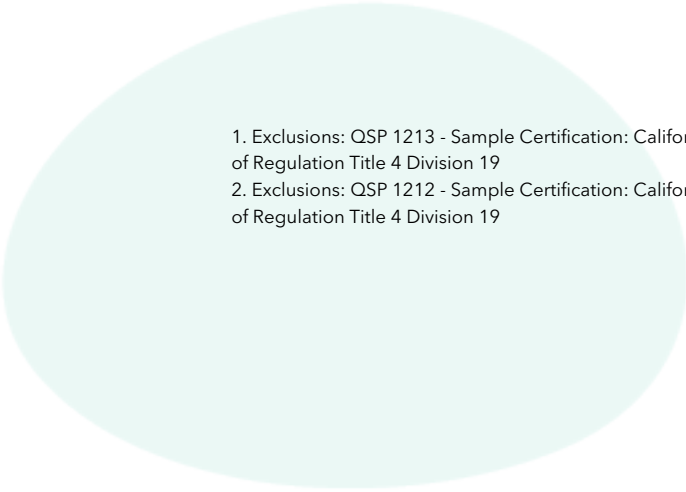 1. Exclusions: QSP 1213 - Sample Certification: Califor
of Regulation Title 4 Division 19
2. Exclusions: QSP 1212 - Sample Certification: Califor
of Regulation Title 4 Division 19